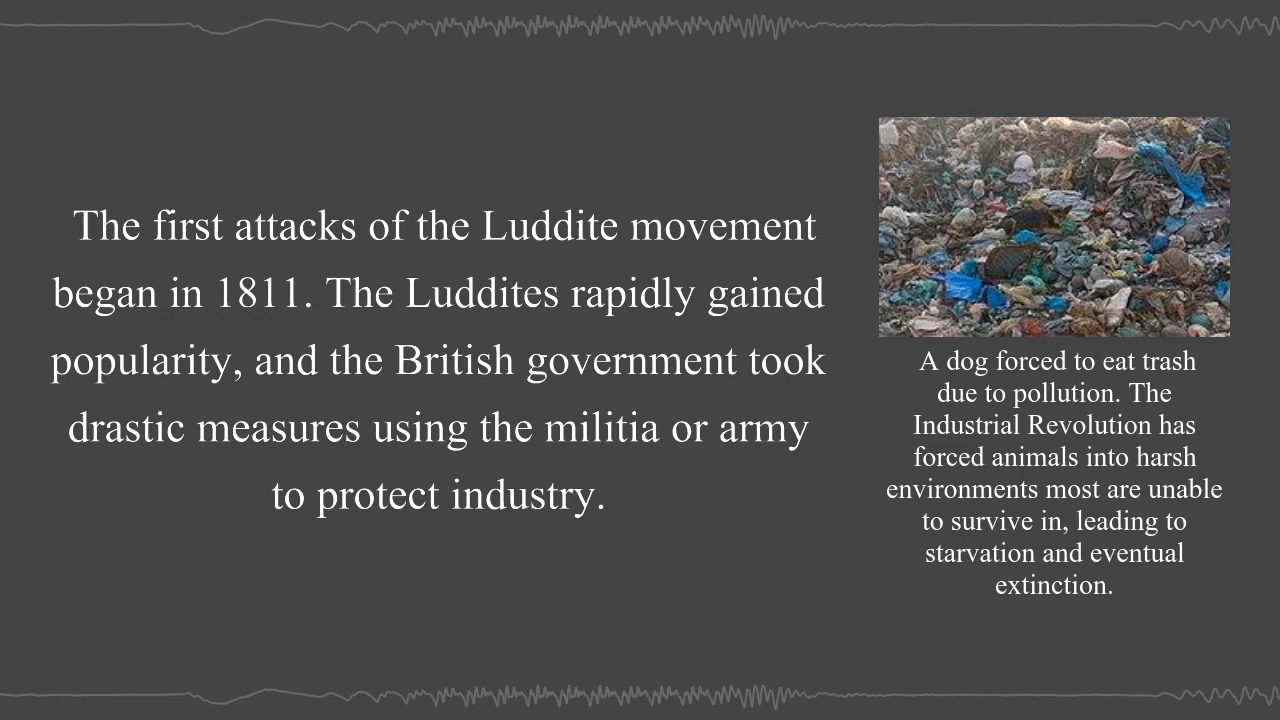 The first attacks of the Luddite movement
began in 1811. The Luddites rapidly gained
popularity, and the British government took
drastic measures using the militia or army
to protect industry.
A dog forced to eat trash
due to pollution. The
Industrial Revolution has
forced animals into harsh
environments most are unable
to survive in, leading to
starvation and eventual
extinction.